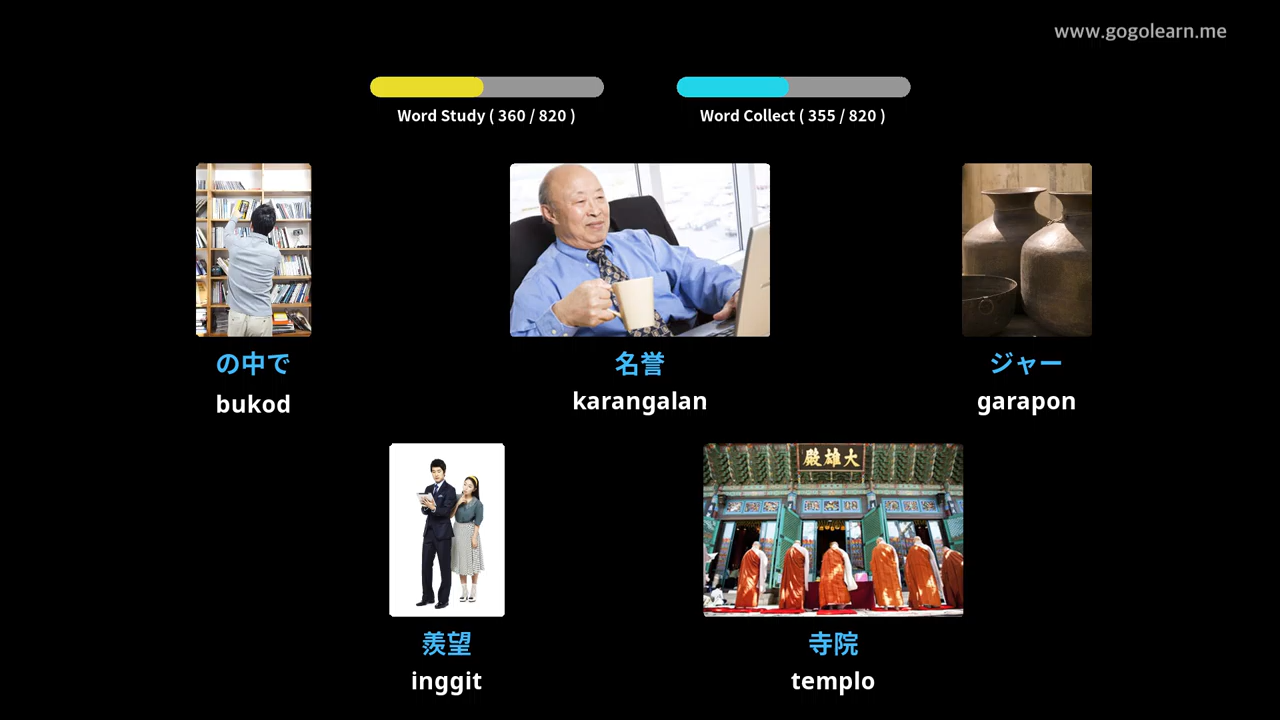 www.gogolearn.me
Word Study ( 360 / 820 )
Word Collect ( 355 / 820 )
の中で
bukod
名誉
karangalan
ジャー
garapon
殿雄大
羨望
inggit
寺院
templo